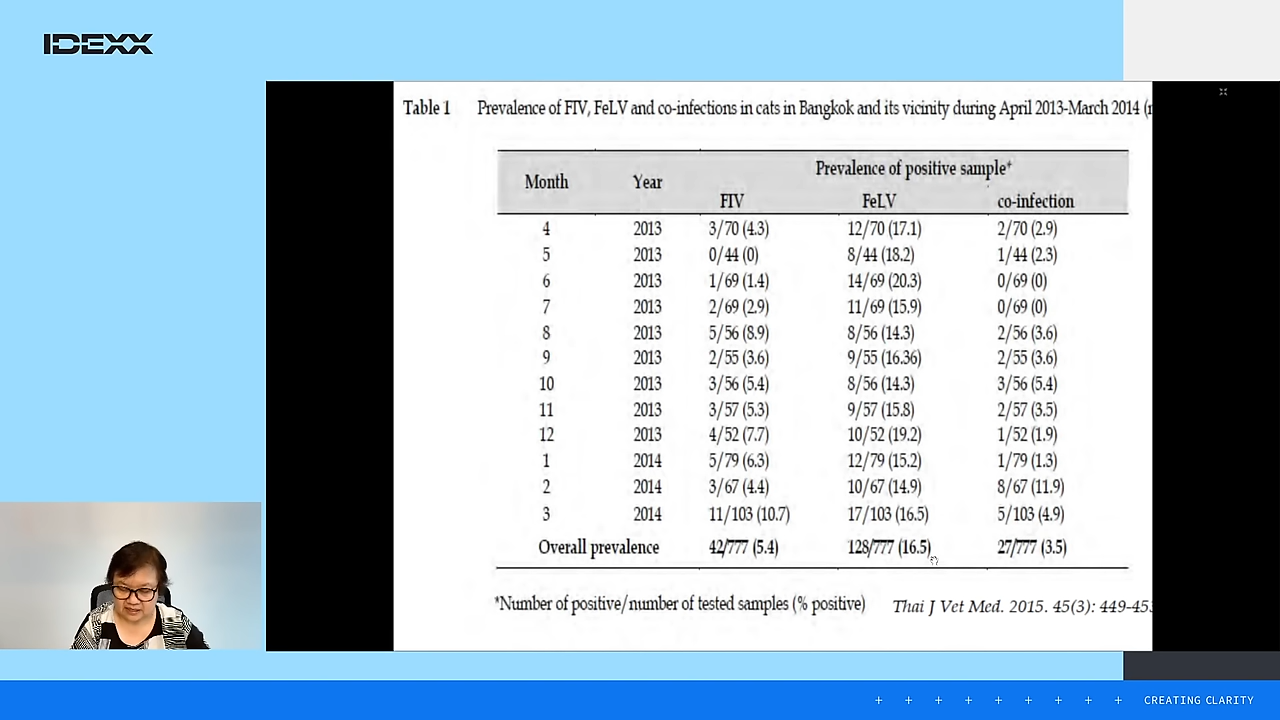 IDEXX
Table 1 Prevalence of FIV, FeLV and co-infections in cats in Bangkok and its vicinity during April 2013-March 2014 (
Prevalence of positive sample*
Month Year FIV FeLV co-infection
4 2013 3/70 (4.3) 12/70 (17.1) 2/70 (2.9)
5 2013 0/44 (0) 8/44 (18.2) 1/44 (2.3)
6 2013 1/69 (1.4) 14/69 (20.3) 0/69 (0)
7 2013 2/69 (2.9) 11/69 (15.9) 0/69 (0)
8 2013 5/56 (8.9) 8/56 (14.3) 2/56 (3.6)
9 2013 2/55 (3.6) 9/55 (16.36) 2/55 (3.6)
10 2013 3/56 (5.4) 8/56 (14.3) 3/56 (5.4)
11 2013 3/57 (5.3) 9/57 (15.8) 2/57 (3.5)
12 2013 4/52 (7.7) 10/52 (19.2) 1/52 (1.9)
1 2014 5/79 (6.3) 12/79 (15.2) 1/79 (1.3)
2 2014 3/67 (4.4) 10/67 (14.9) 8/67 (11.9)
3 2014 11/103 (10.7) 17/103 (16.5) 5/103 (4.9)
Overall prevalence 42/777 (5.4) 128/777 (16.5) 27/777 (3.5)
*Number of positive/number of tested samples (% positive) Thai J Vet Med. 2015. 45(3): 449-45
CREATING CLARITY